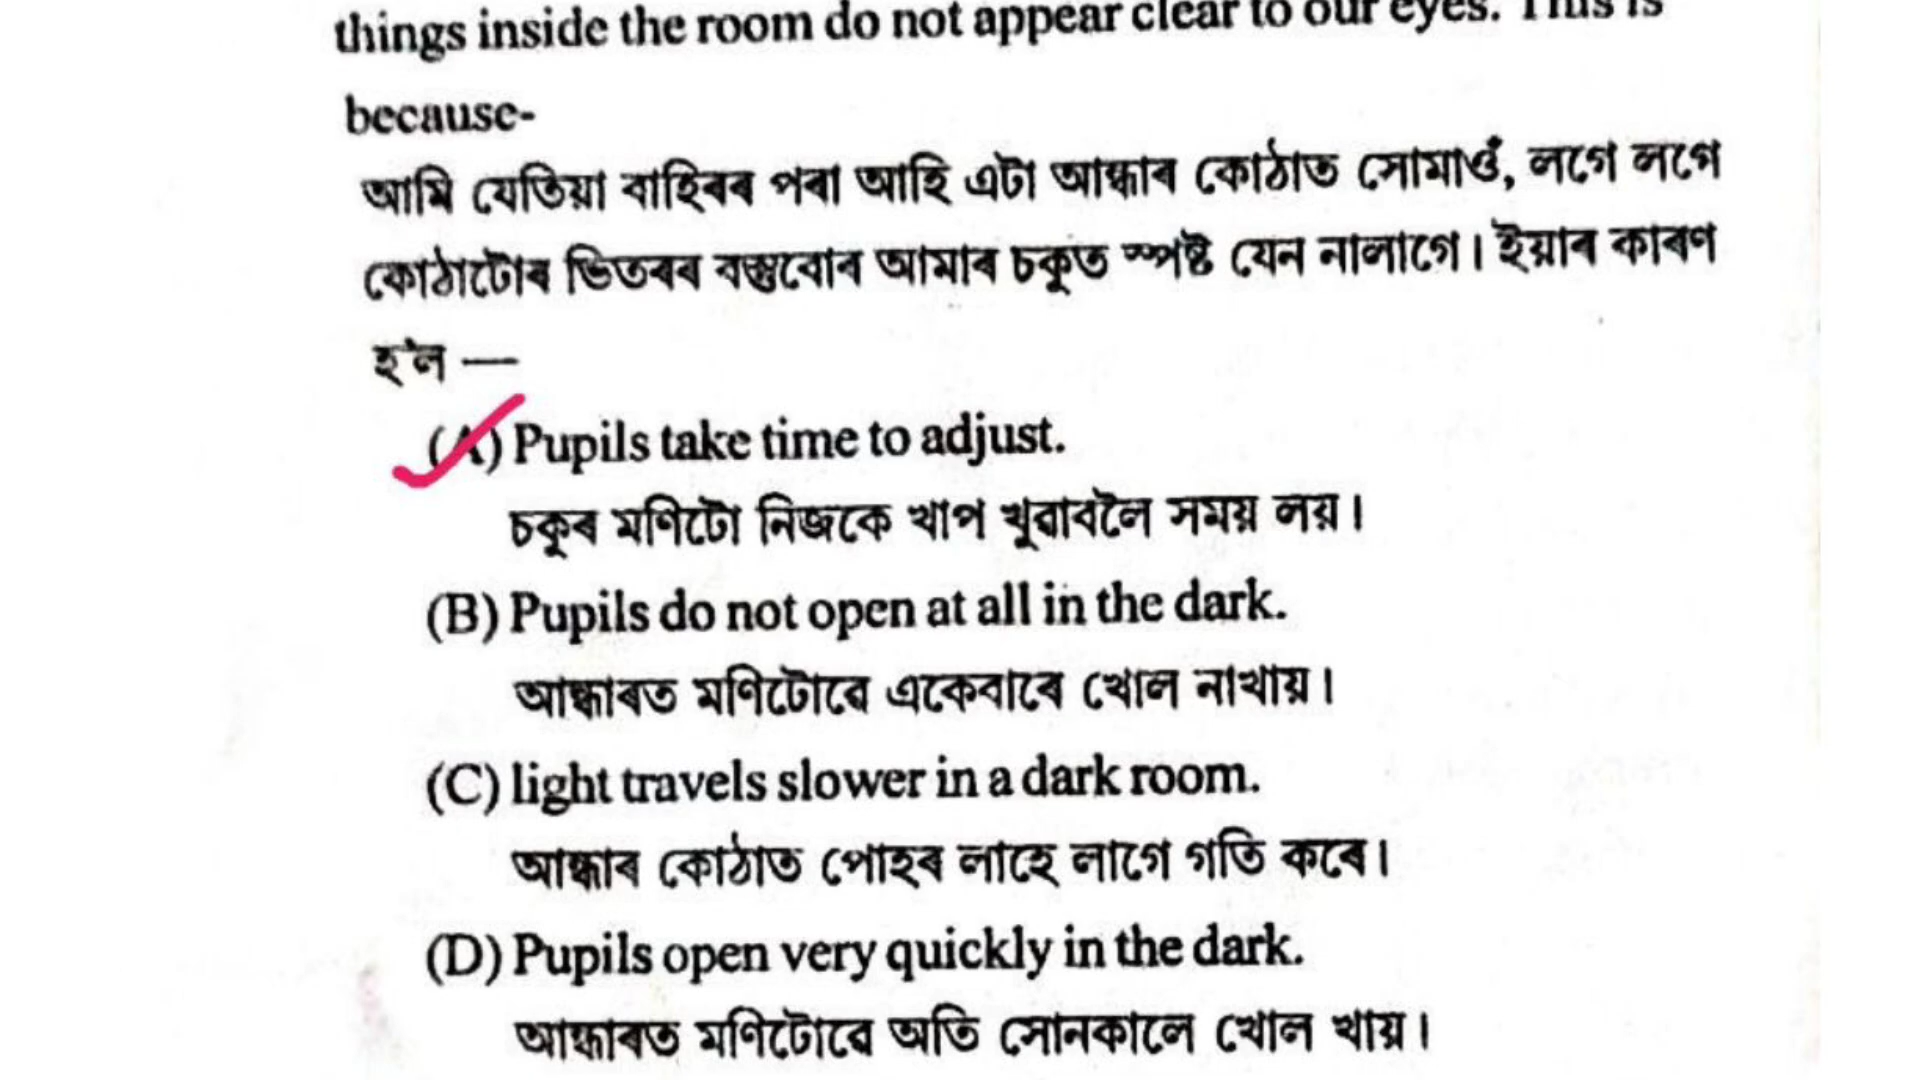 things inside the room do not appear clear to our eyes. This is
because-
আমি যেতিয়া বাহিৰৰ পৰা আহি এটা আন্ধাৰ কোঠাত সোমাওঁ, লগে লগে
কোঠাটোৰ ভিতৰৰ বস্তুবোৰ আমাৰ চকুত স্পষ্ট যেন নালাগে। ইয়াৰ কাৰণ
হ'ল —
(A) Pupils take time to adjust.
চকুৰ মণিটো নিজকে খাপ খুৱাবলৈ সময় লয়।
(B) Pupils do not open at all in the dark.
আন্ধাৰত মণিটোৱে একেবাৰে খোল নাখায়।
(C) light travels slower in a dark room.
আন্ধাৰ কোঠাত পোহৰ লাহে লাগে গতি কৰে।
(D) Pupils open very quickly in the dark.
আন্ধাৰত মণিটোৱে অতি সোনকালে খোল খায়।